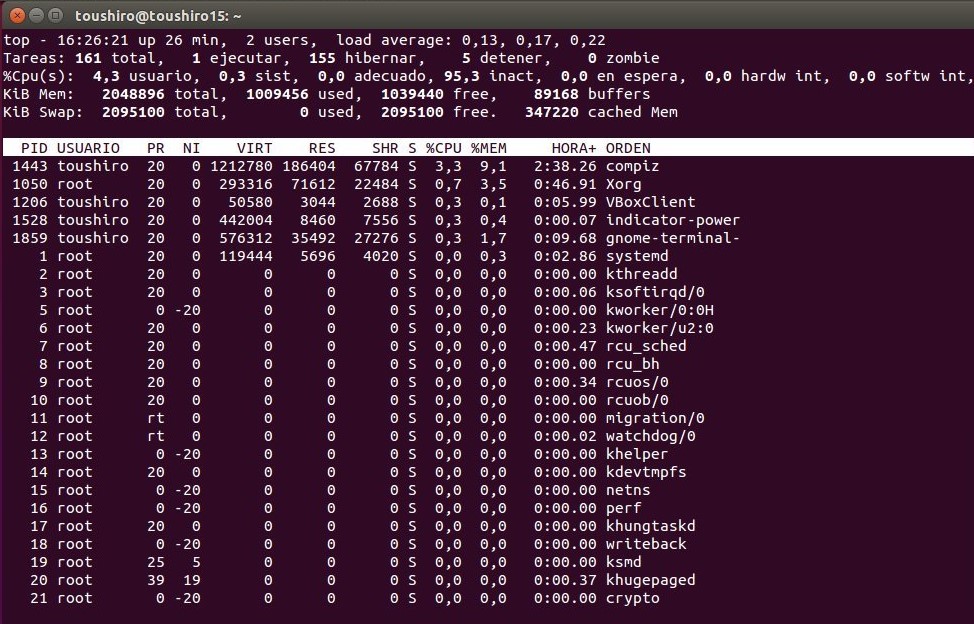 toushiro@toushiro15: ~
top - 16:26:21 up 26 min,  2 users,  load average: 0,13, 0,17, 0,22
Tareas: 161 total,   1 ejecutar, 155 hibernar,    5 detener,    0 zombie
%Cpu(s):  4,3 usuario,  0,3 sist,  0,0 adecuado, 95,3 inact,  0,0 en espera,  0,0 hardw int,  0,0 softw int,
KiB Mem:   2048896 total,  1009456 used,  1039440 free,    89168 buffers
KiB Swap:  2095100 total,        0 used,  2095100 free.   347220 cached Mem
  PID USUARIO   PR  NI    VIRT    RES    SHR S %CPU %MEM     HORA+ ORDEN
 1443 toushiro  20   0 1212780 186404  67784 S  3,3  9,1   2:38.26 compiz
 1050 root      20   0  293316  71612  22484 S  0,7  3,5   0:46.91 Xorg
 1206 toushiro  20   0   50580   3044   2688 S  0,3  0,1   0:05.99 VBoxClient
 1528 toushiro  20   0  442004   8460   7556 S  0,3  0,4   0:00.07 indicator-power
 1859 toushiro  20   0  576312  35492  27276 S  0,3  1,7   0:09.68 gnome-terminal-
    1 root      20   0  119444   5696   4020 S  0,0  0,3   0:02.86 systemd
    2 root      20   0       0      0      0 S  0,0  0,0   0:00.00 kthreadd
    3 root      20   0       0      0      0 S  0,0  0,0   0:00.06 ksoftirqd/0
    5 root       0 -20       0      0      0 S  0,0  0,0   0:00.00 kworker/0:0H
    6 root      20   0       0      0      0 S  0,0  0,0   0:00.23 kworker/u2:0
    7 root      20   0       0      0      0 S  0,0  0,0   0:00.47 rcu_sched
    8 root      20   0       0      0      0 S  0,0  0,0   0:00.00 rcu_bh
    9 root      20   0       0      0      0 S  0,0  0,0   0:00.34 rcuos/0
   10 root      20   0       0      0      0 S  0,0  0,0   0:00.00 rcuob/0
   11 root      rt   0       0      0      0 S  0,0  0,0   0:00.00 migration/0
   12 root      rt   0       0      0      0 S  0,0  0,0   0:00.02 watchdog/0
   13 root       0 -20       0      0      0 S  0,0  0,0   0:00.00 khelper
   14 root      20   0       0      0      0 S  0,0  0,0   0:00.00 kdevtmpfs
   15 root       0 -20       0      0      0 S  0,0  0,0   0:00.00 netns
   16 root       0 -20       0      0      0 S  0,0  0,0   0:00.00 perf
   17 root      20   0       0      0      0 S  0,0  0,0   0:00.00 khungtaskd
   18 root       0 -20       0      0      0 S  0,0  0,0   0:00.00 writeback
   19 root      25   5       0      0      0 S  0,0  0,0   0:00.00 ksmd
   20 root      39  19       0      0      0 S  0,0  0,0   0:00.37 khugepaged
   21 root       0 -20       0      0      0 S  0,0  0,0   0:00.00 crypto